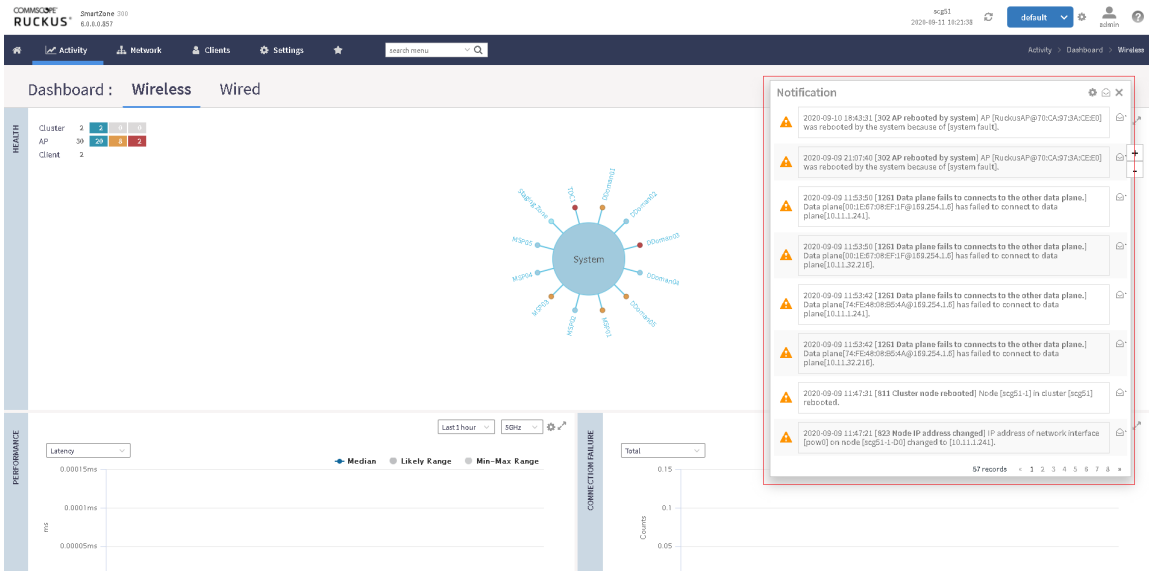 COMMSCOPE
RUCKUS SmartZone 300
6.0.0.0.857
scg51
2020-09-11 10:21:38
default
admin
Activity
Network
Clients
Settings
search menu
Activity > Dashboard > Wireless
Dashboard : Wireless Wired
HEALTH
Cluster 2 2 0 0
AP 30 20 8 2
Client 2
System
TDC1
DDoman01
DDoman02
DDoman03
DDoman04
DDoman05
MSP01
MSP02
MSP03
MSP04
MSP05
Staging Zone
Notification
2020-09-10 18:43:31 [302 AP rebooted by system] AP [RuckusAP@70:CA:97:3A:CE:E0]
was rebooted by the system because of [system fault].
2020-09-09 21:07:40 [302 AP rebooted by system] AP [RuckusAP@70:CA:97:3A:CE:E0]
was rebooted by the system because of [system fault].
2020-09-09 11:53:50 [1261 Data plane fails to connects to the other data plane.]
Data plane[00:1E:67:08:EF:1F@169.254.1.6] has failed to connect to data
plane[10.11.1.241].
2020-09-09 11:53:50 [1261 Data plane fails to connects to the other data plane.]
Data plane[00:1E:67:08:EF:1F@169.254.1.6] has failed to connect to data
plane[10.11.32.216].
2020-09-09 11:53:42 [1261 Data plane fails to connects to the other data plane.]
Data plane[74:FE:48:08:B5:4A@169.254.1.6] has failed to connect to data
plane[10.11.1.241].
2020-09-09 11:53:42 [1261 Data plane fails to connects to the other data plane.]
Data plane[74:FE:48:08:B5:4A@169.254.1.6] has failed to connect to data
plane[10.11.32.216].
2020-09-09 11:47:31 [811 Cluster node rebooted] Node [scg51-1] in cluster [scg51]
rebooted.
2020-09-09 11:47:21 [823 Node IP address changed] IP address of network interface
[pow0] on node [scg51-1-D0] changed to [10.11.1.241].
57 records « 1 2 3 4 5 6 7 8 »
+
-
PERFORMANCE
Last 1 hour
5GHz
Latency
Median Likely Range Min-Max Range
0.00015ms
0.0001ms
0.00005ms
ms
CONNECTION FAILURE
Total
0.15
0.1
0.05
Counts